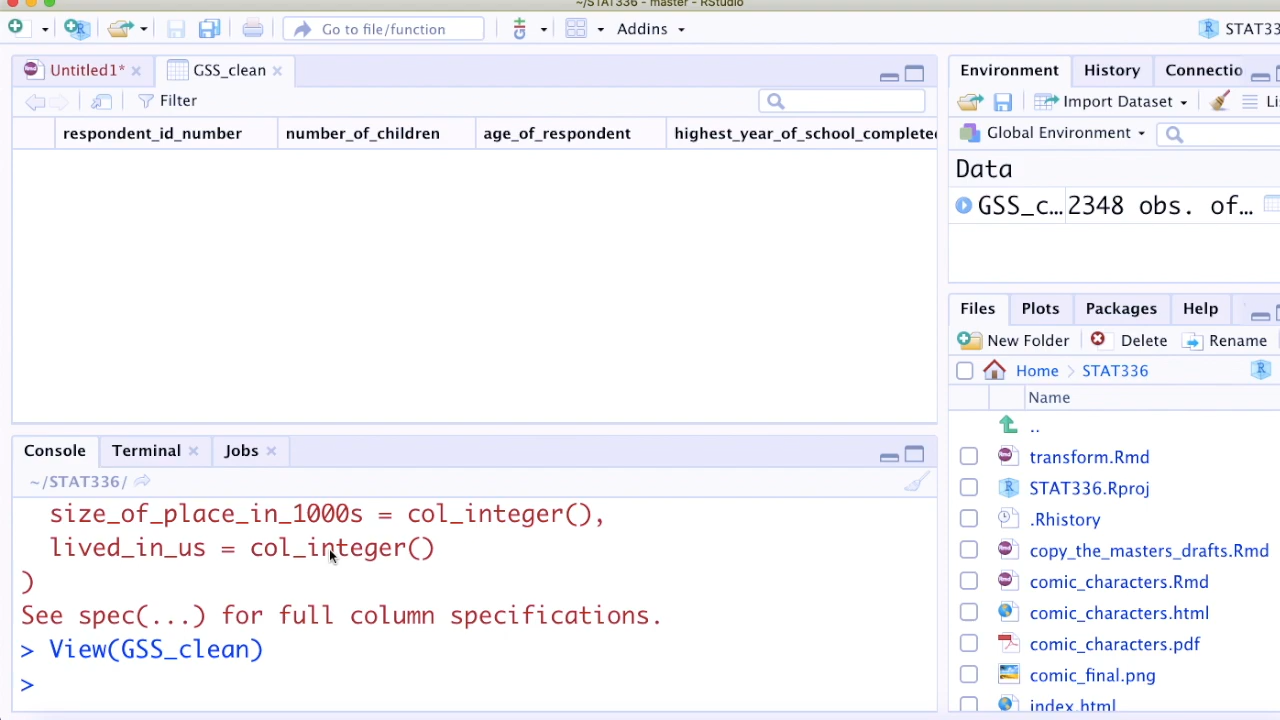 ~/STAT336 - master - RStudio
Go to file/function
Addins
STAT33
Untitled1*
GSS_clean
Filter
respondent_id_number number_of_children age_of_respondent highest_year_of_school_completed
Console Terminal Jobs
~/STAT336/
size_of_place_in_1000s = col_integer(),
lived_in_us = col_integer()
)
See spec(...) for full column specifications.
> View(GSS_clean)
>
Environment History Connectio
Import Dataset Li
Global Environment
Data
GSS_c... 2348 obs. of...
Files Plots Packages Help
New Folder Delete Rename
Home STAT336
Name
..
transform.Rmd
STAT336.Rproj
.Rhistory
copy_the_masters_drafts.Rmd
comic_characters.Rmd
comic_characters.html
comic_characters.pdf
comic_final.png
index.html